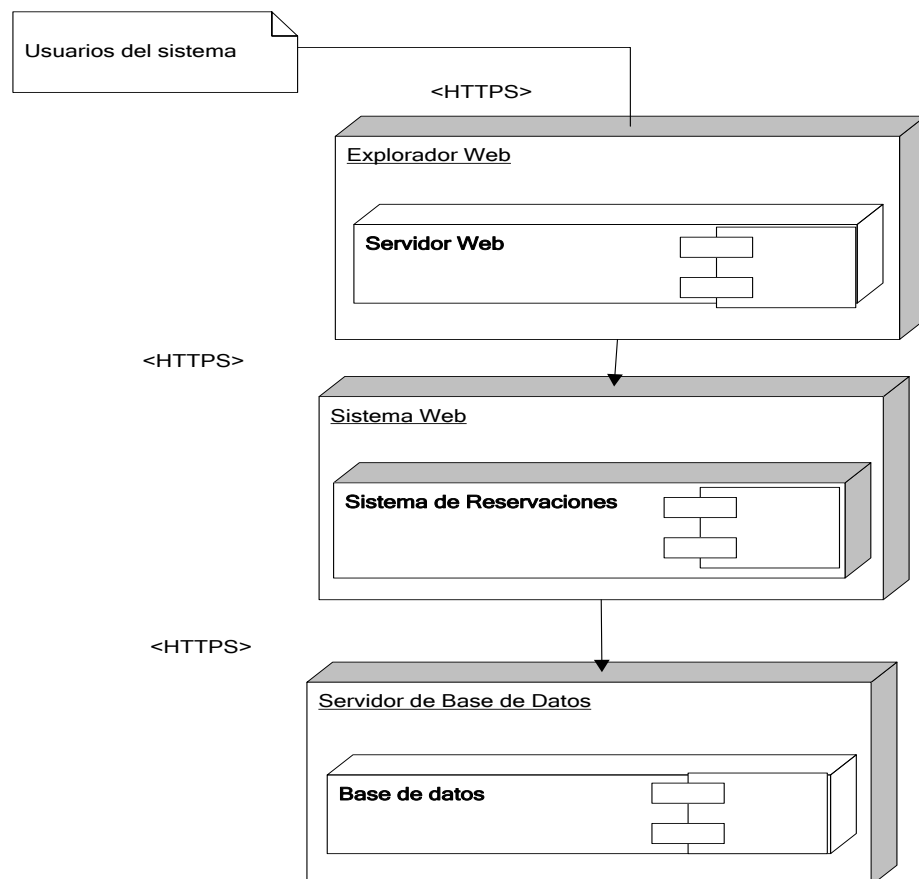 Usuarios del sistema
<HTTPS>
Explorador Web
Servidor Web
<HTTPS>
Sistema Web
Sistema de Reservaciones
<HTTPS>
Servidor de Base de Datos
Base de datos